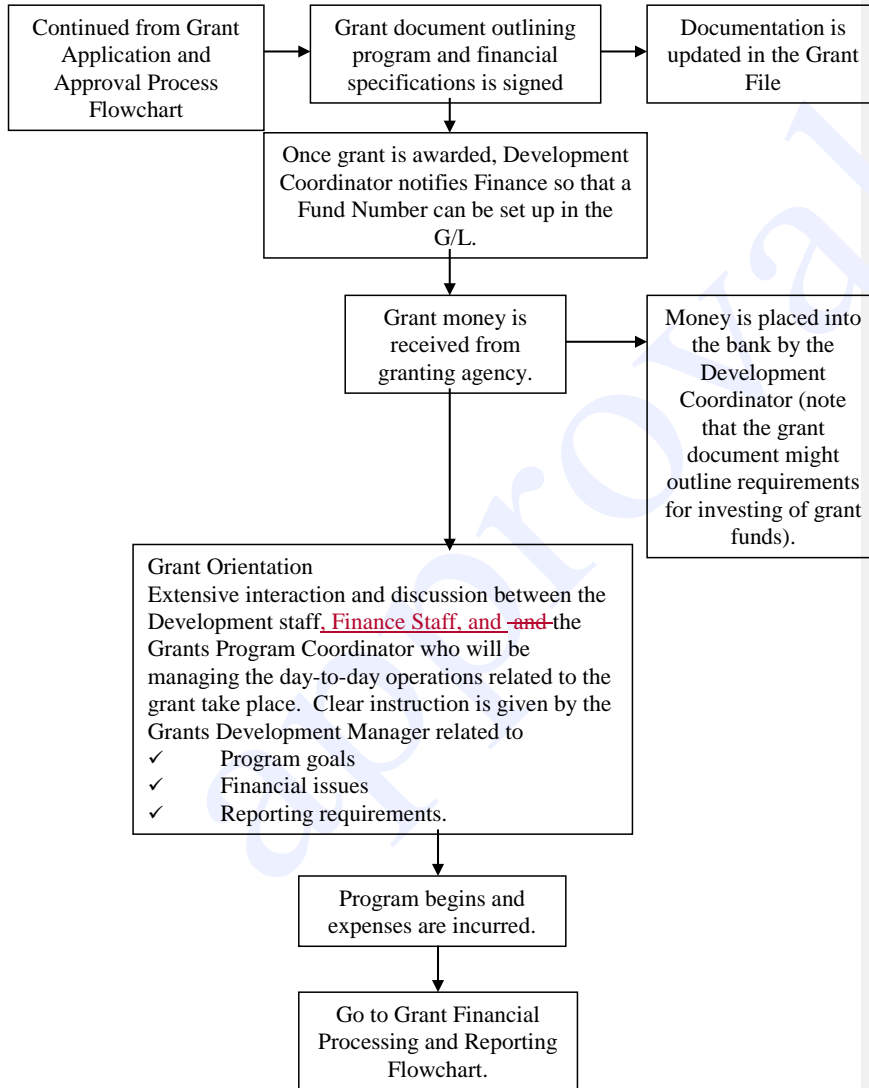 Continued from Grant
Application and
Approval Process
Flowchart
Grant document outlining
program and financial
specifications is signed
Documentation is
updated in the Grant
File
Once grant is awarded, Development
Coordinator notifies Finance so that a
Fund Number can be set up in the
G/L.
Grant money is
received from
granting agency.
Money is placed into
the bank by the
Development
Coordinator (note
that the grant
document might
outline requirements
for investing of grant
funds).
Grant Orientation
Extensive interaction and discussion between the
Development staff, Finance Staff, and and the
Grants Program Coordinator who will be
managing the day-to-day operations related to the
grant take place. Clear instruction is given by the
Grants Development Manager related to
✓ Program goals
✓ Financial issues
✓ Reporting requirements.
Program begins and
expenses are incurred.
Go to Grant Financial
Processing and Reporting
Flowchart.
approval